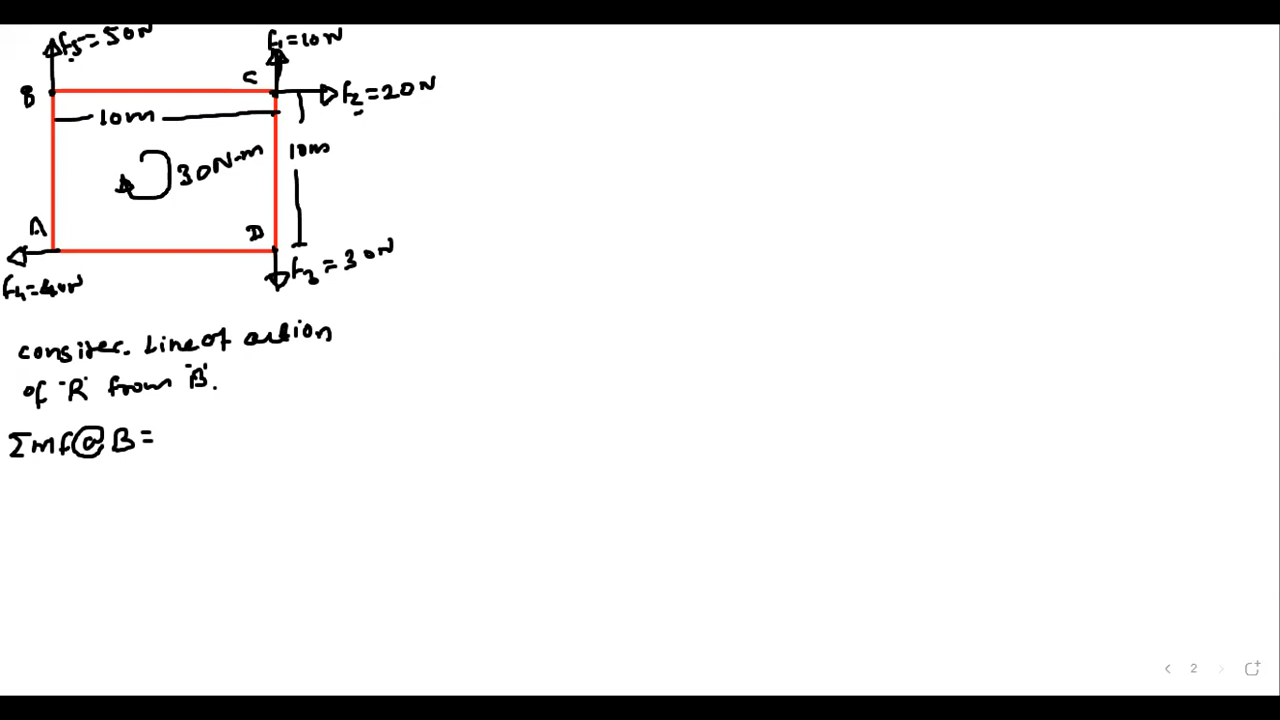 f5=50N
f1=10N
B
C
f2=20N
10m
30N-m
10m
A
D
f3=30N
f4=40N
consiter. Line of action
of "R" from "B".
Σmf@B=
2